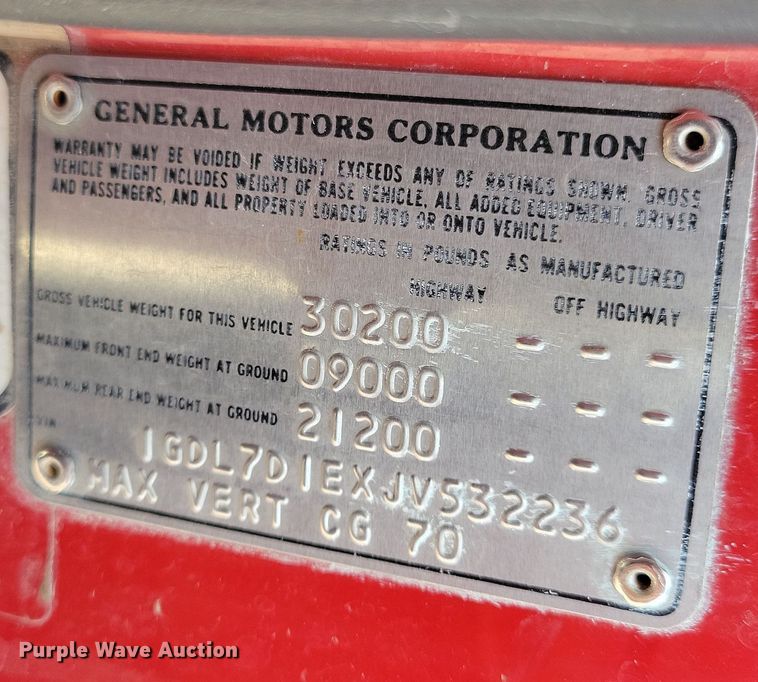 GENERAL MOTORS CORPORATION
WARRANTY MAY BE VOIDED IF WEIGHT EXCEEDS ANY OF RATINGS SHOWN. GROSS
VEHICLE WEIGHT INCLUDES WEIGHT OF BASE VEHICLE, ALL ADDED EQUIPMENT, DRIVER
AND PASSENGERS, AND ALL PROPERTY LOADED INTO OR ONTO VEHICLE.
RATINGS IN POUNDS AS MANUFACTURED
HIGHWAY OFF HIGHWAY
GROSS VEHICLE WEIGHT FOR THIS VEHICLE 30200 - - -
MAXIMUM FRONT END WEIGHT AT GROUND 09000 - - -
MAXIMUM REAR END WEIGHT AT GROUND 21200 - - -
VIN 1GDL7D1EXJV532236
MAX VERT CG 70
Purple Wave Auction